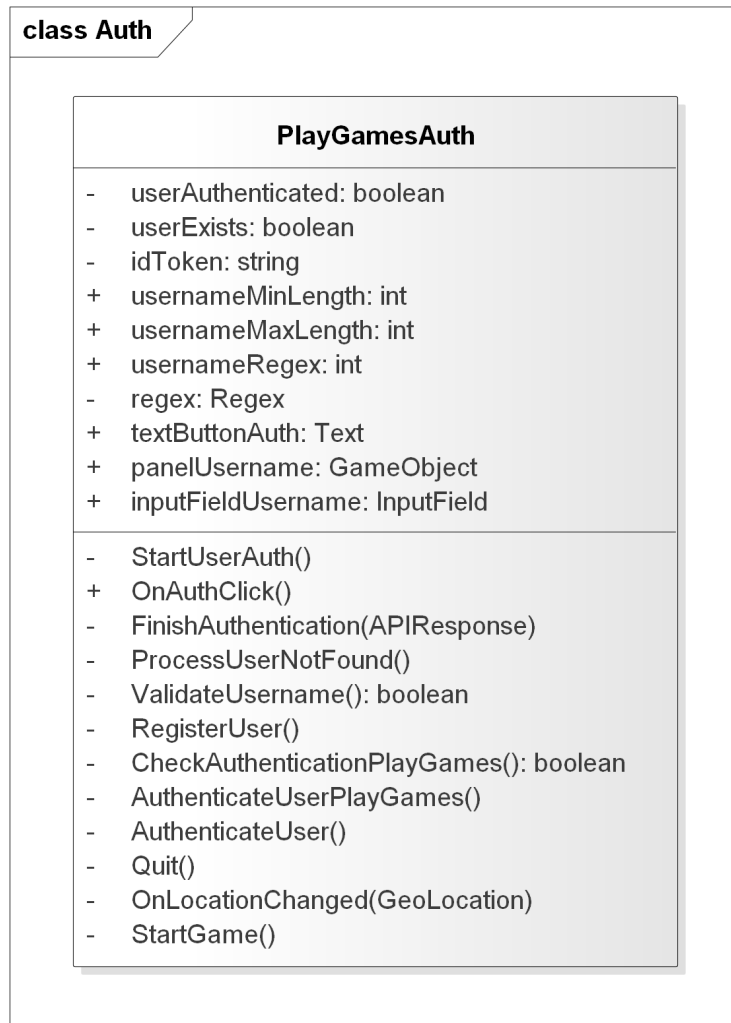 class Auth
PlayGamesAuth
- userAuthenticated: boolean
- userExists: boolean
- idToken: string
+ usernameMinLength: int
+ usernameMaxLength: int
+ usernameRegex: int
- regex: Regex
+ textButtonAuth: Text
+ panelUsername: GameObject
+ inputFieldUsername: InputField
- StartUserAuth()
+ OnAuthClick()
- FinishAuthentication(APIResponse)
- ProcessUserNotFound()
- ValidateUsername(): boolean
- RegisterUser()
- CheckAuthenticationPlayGames(): boolean
- AuthenticateUserPlayGames()
- AuthenticateUser()
- Quit()
- OnLocationChanged(GeoLocation)
- StartGame()